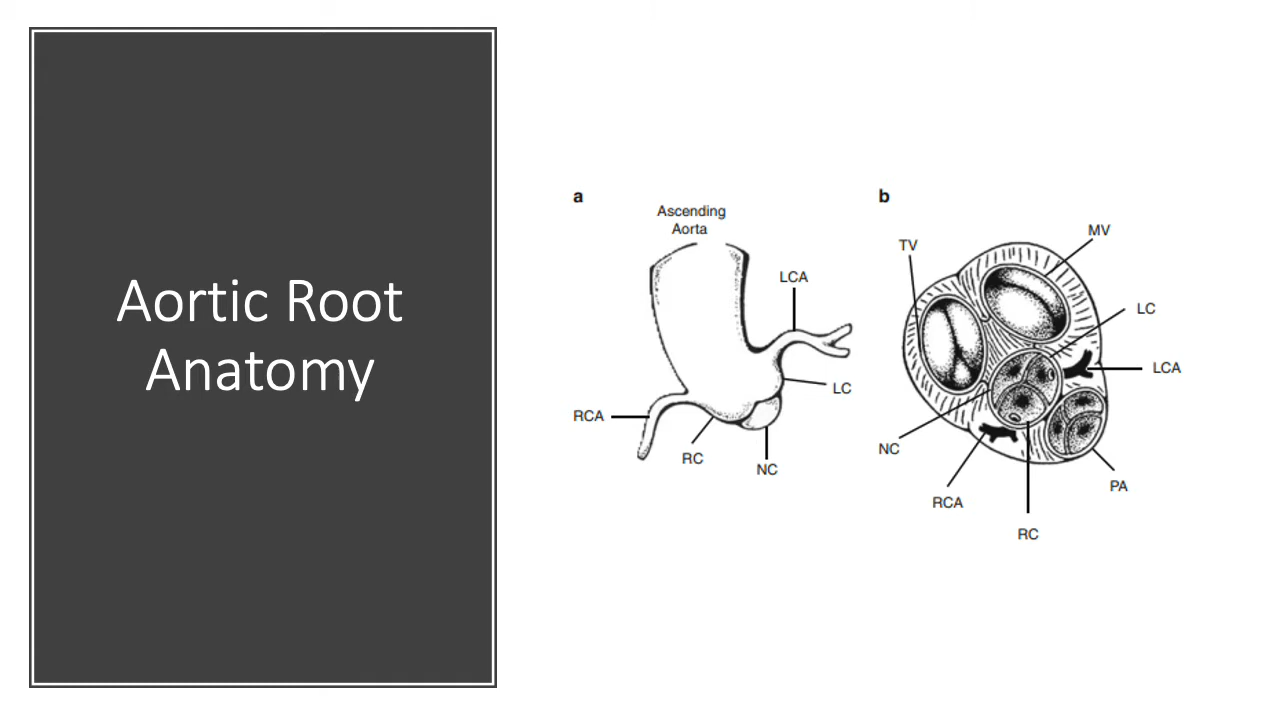 Aortic Root
Anatomy
a
Ascending
Aorta
LCA
LC
RCA
RC
NC
b
MV
TV
LC
LCA
NC
PA
RCA
RC